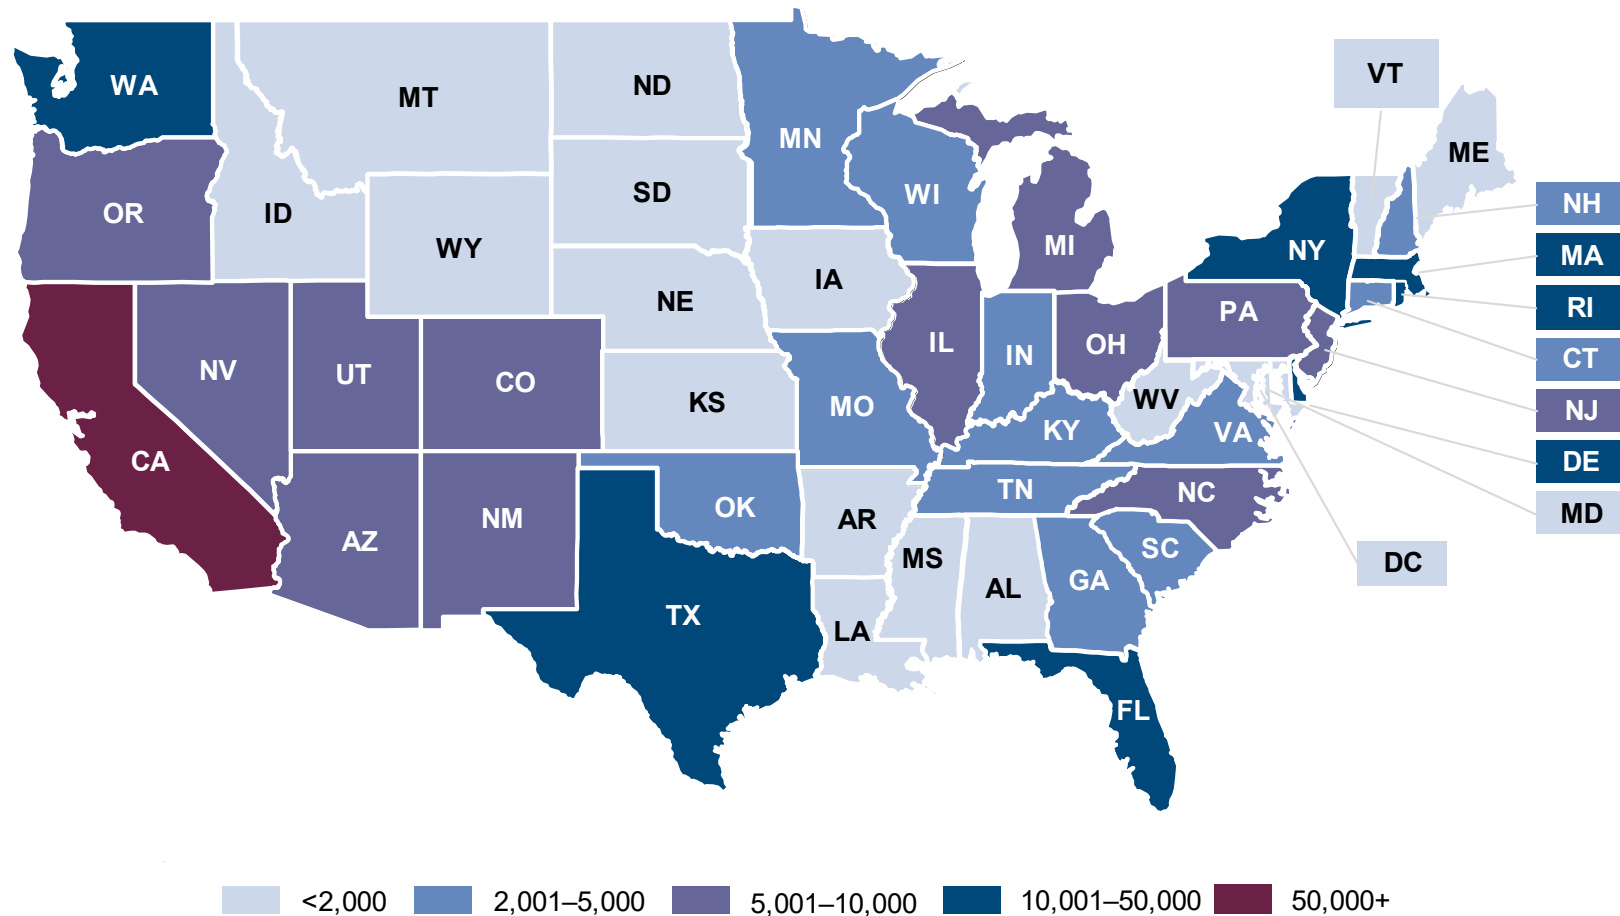 VT
WA
ND
MT
MN
ME
SD
WI
NH
OR
ID
WY
MI
NY
MA
IA
NE
PA
RI
IL
OH
IN
CT
NV
UT
CO
KS
WV
MO
NJ
KY
VA
CA
DE
TN
NC
OK
AR
MD
NM
AZ
MS
SC
DC
AL
GA
TX
LA
FL
<2,000
2,001–5,000
5,001–10,000
10,001–50,000
50,000+